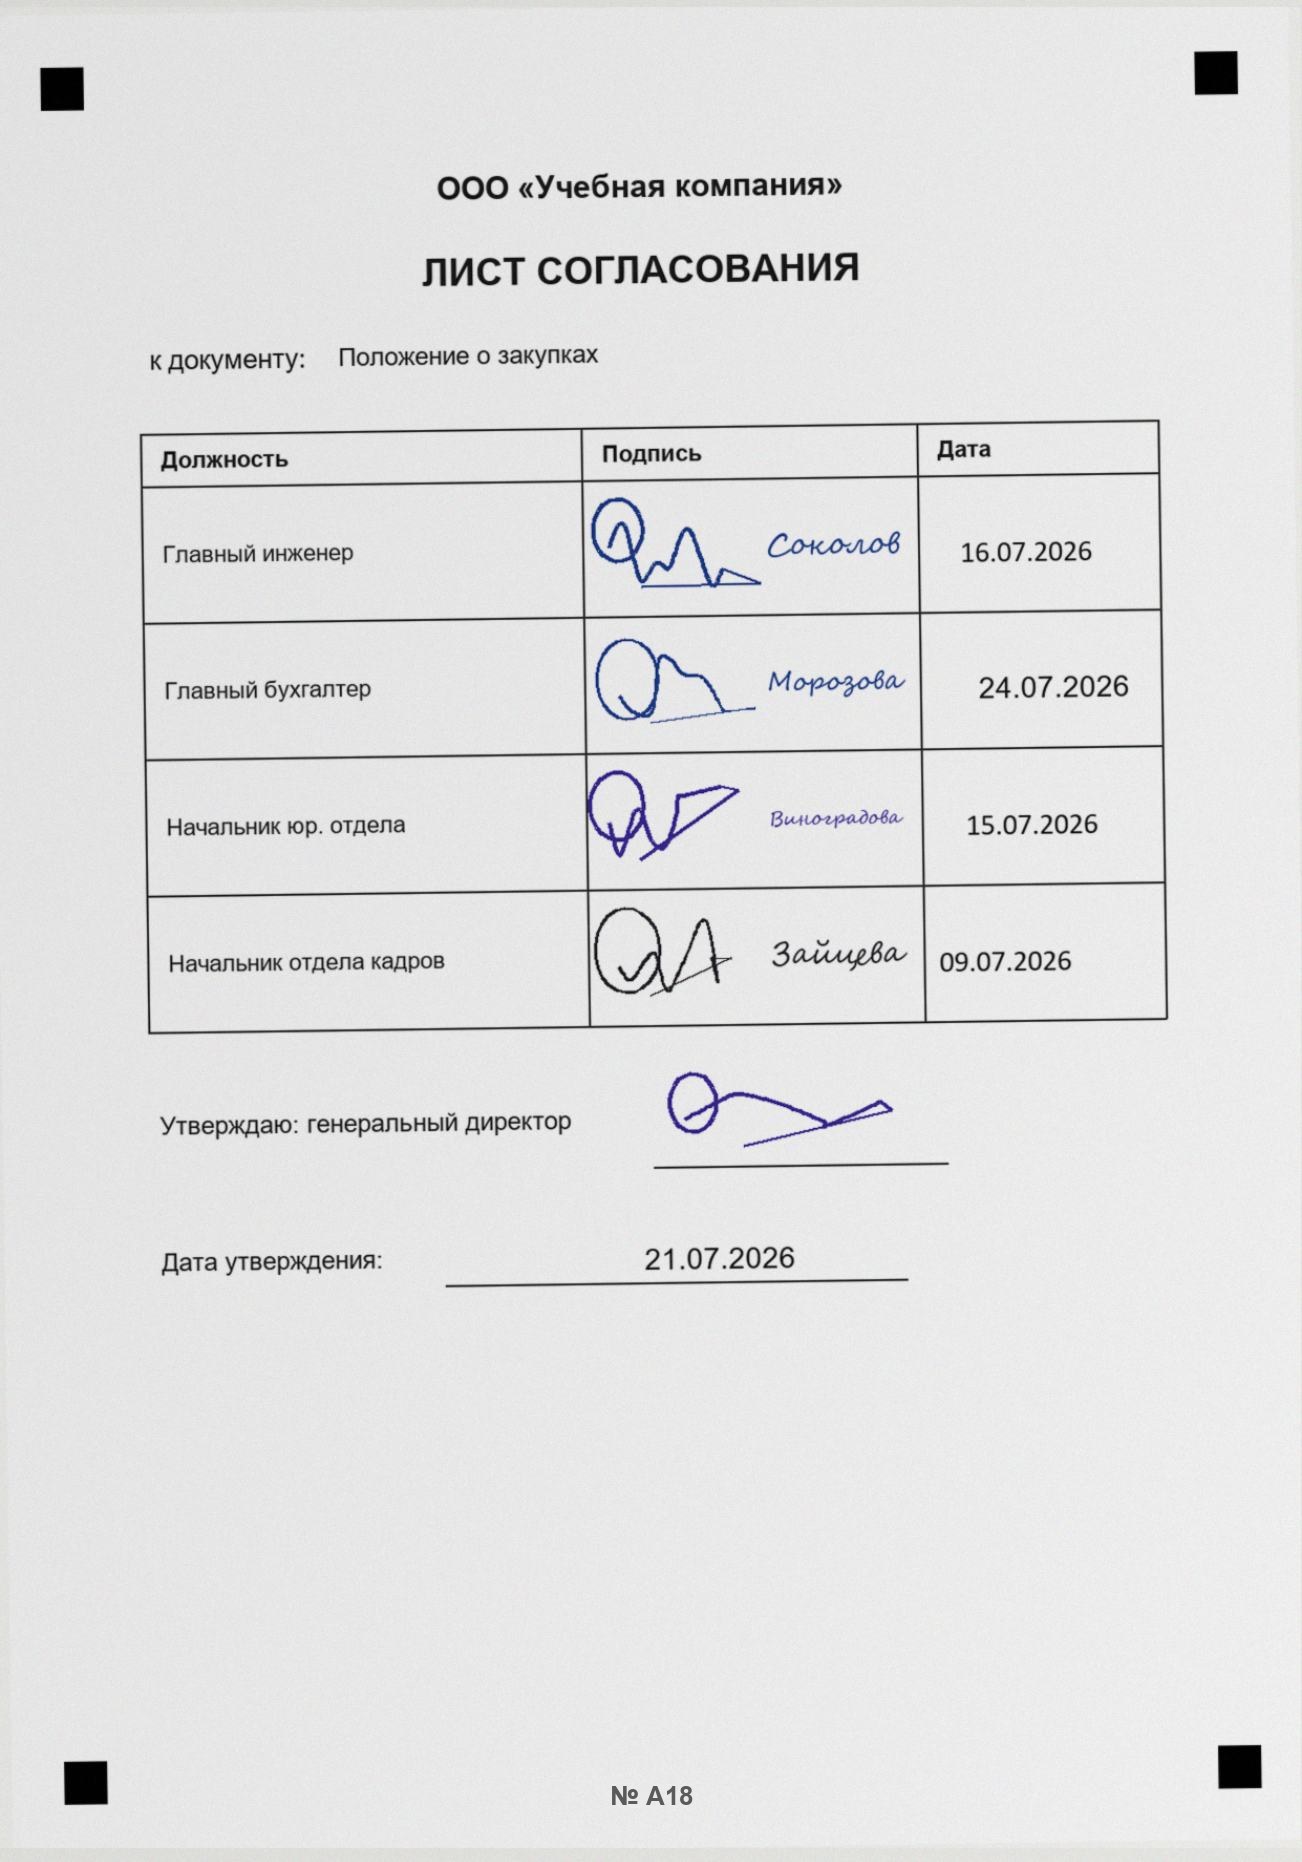 ООО «Учебная компания»
ЛИСТ СОГЛАСОВАНИЯ
к документу: Положение о закупках
Должность Подпись Дата
Главный инженер Соколов 16.07.2026
Главный бухгалтер Морозова 24.07.2026
Начальник юр. отдела Виноградова 15.07.2026
Начальник отдела кадров Зайцева 09.07.2026
Утверждаю: генеральный директор
Дата утверждения: 21.07.2026
№ А18